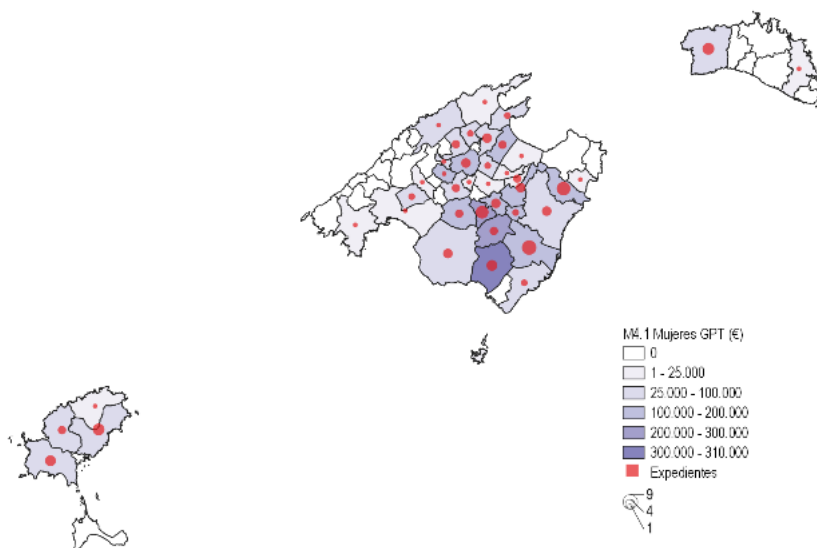 M4.1 Mujeres GPT (€)
0
1 - 25.000
25.000 - 100.000
100.000 - 200.000
200.000 - 300.000
300.000 - 310.000
Expedientes
9
4
1